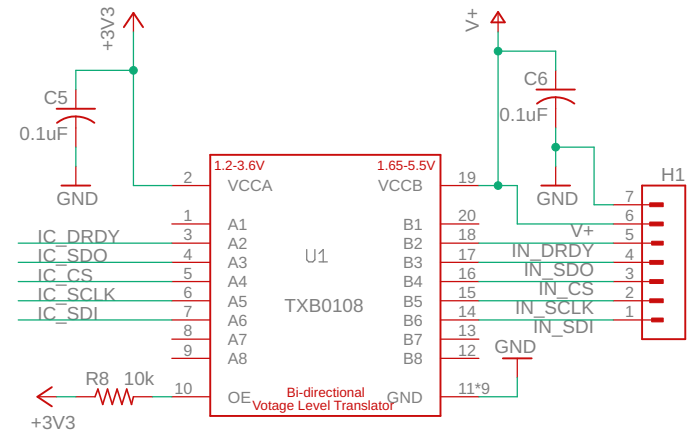 +3V3
V+
C5
0.1uF
GND
C6
0.1uF
GND
H1
1.2-3.6V
1.65-5.5V
2
VCCA
VCCB
19
1
A1
B1
20
IC_DRDY
3
A2
B2
18
IC_SDO
4
A3
B3
17
IC_CS
5
A4
B4
16
IC_SCLK
6
A5
B5
15
IC_SDI
7
A6
B6
14
8
A7
B7
13
9
A8
B8
12
U1
TXB0108
7
6
V+
5
IN_DRDY
4
IN_SDO
3
IN_CS
2
IN_SCLK
1
IN_SDI
GND
R8 10k
+3V3
10
OE
Bi-directional
Votage Level Translator
GND
11*9